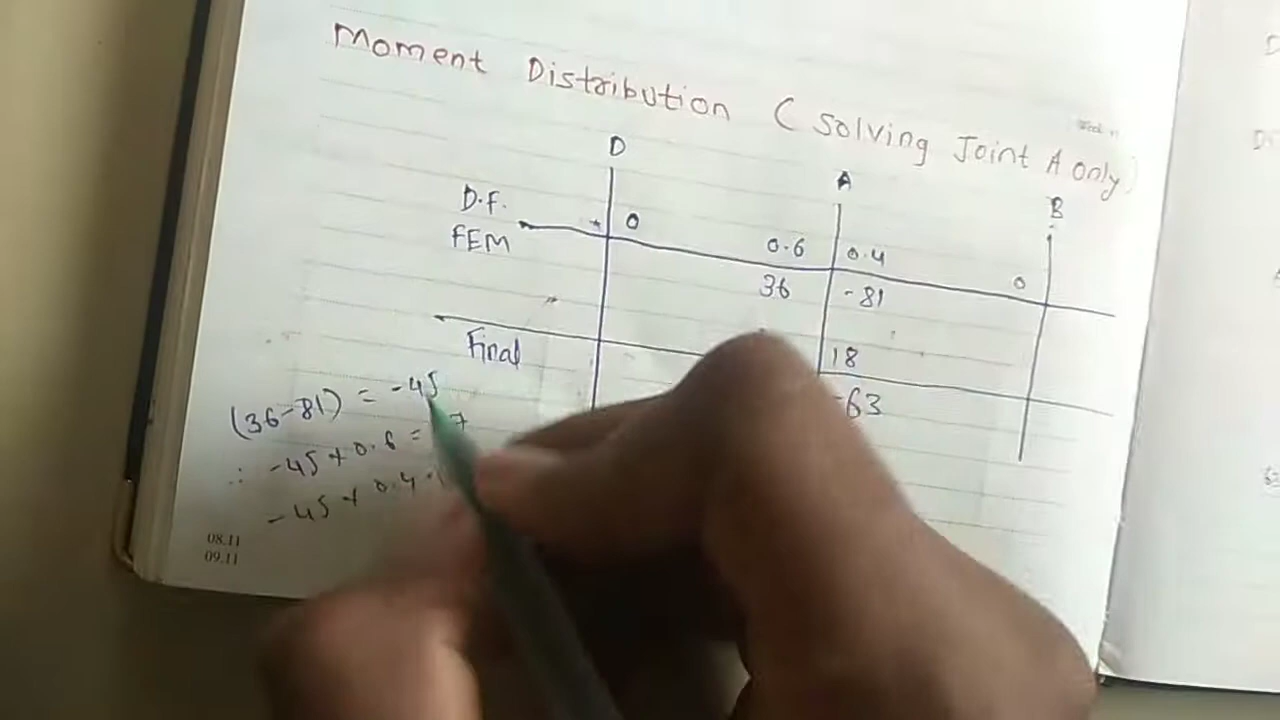 Moment Distribution (Solving Joint A only)
D A B
D.F. 0 0.6 0.4 0
FEM 36 -81
18
Final -63
(36-81) = -45
∴ -45 × 0.6 = 7
-45 × 0.4
08.11
09.11